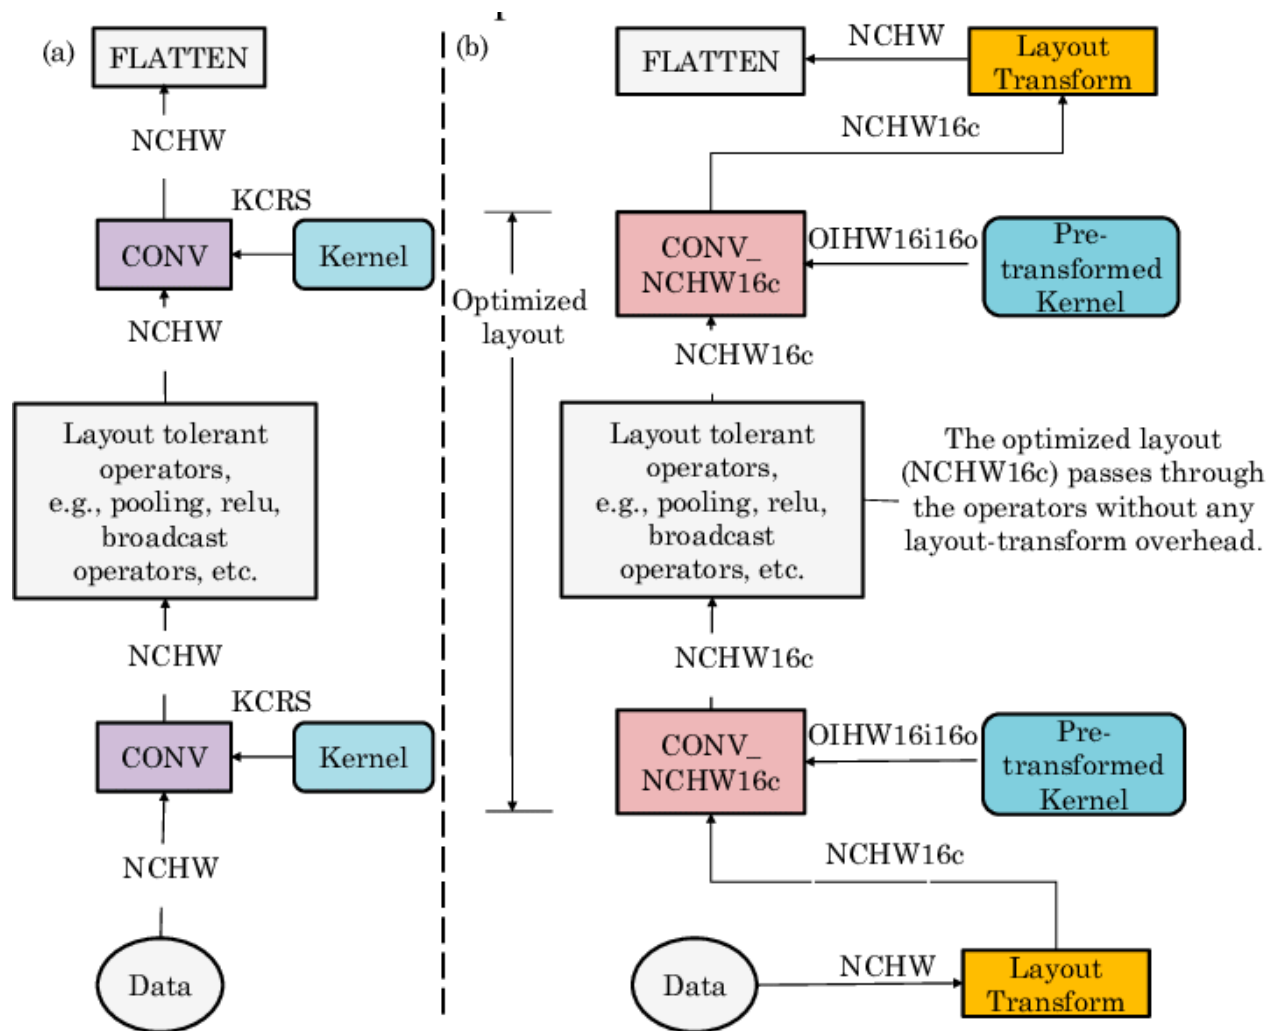 (a)
FLATTEN
NCHW
KCRS
CONV
Kernel
NCHW
Layout tolerant
operators,
e.g., pooling, relu,
broadcast
operators, etc.
NCHW
KCRS
CONV
Kernel
NCHW
Data
(b)
FLATTEN
NCHW
Layout
Transform
NCHW16c
CONV_
NCHW16c
OIHW16i16o
Pre-
transformed
Kernel
Optimized
layout
NCHW16c
Layout tolerant
operators,
e.g., pooling, relu,
broadcast
operators, etc.
The optimized layout
(NCHW16c) passes through
the operators without any
layout-transform overhead.
NCHW16c
CONV_
NCHW16c
OIHW16i16o
Pre-
transformed
Kernel
NCHW16c
Data
NCHW
Layout
Transform